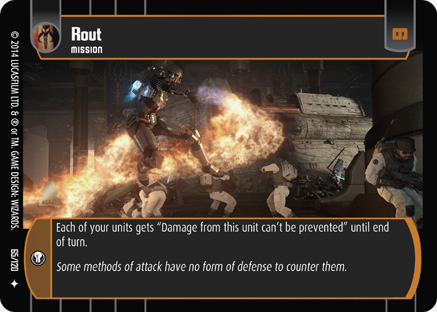 Rout
MISSION
6
Each of your units gets "Damage from this unit can't be prevented" until end
of turn.
Some methods of attack have no form of defense to counter them.
© 2014 LUCASFILM LTD. & ® or TM. GAME DESIGN: WIZARDS.